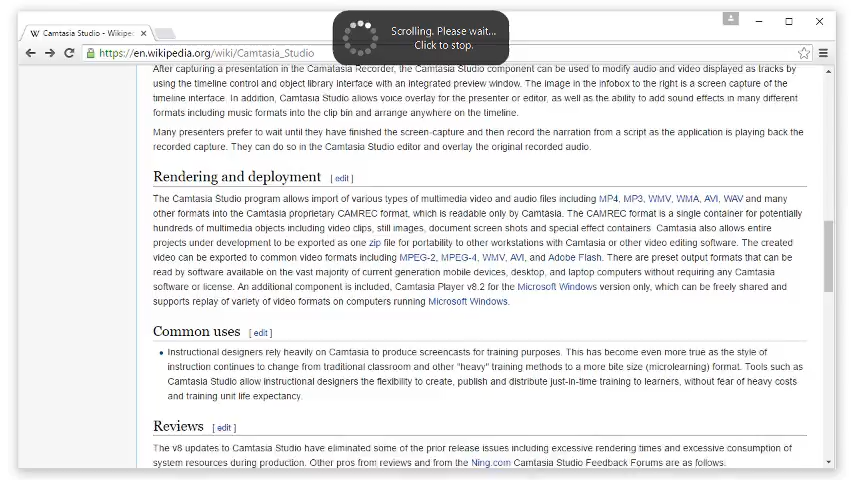 Camtasia Studio - Wikipe
Scrolling. Please wait...
Click to stop.
https://en.wikipedia.org/wiki/Camtasia_Studio
After capturing a presentation in the Camatasia Recorder, the Camtasia Studio component can be used to modify audio and video displayed as tracks by
using the timeline control and object library interface with an integrated preview window. The image in the infobox to the right is a screen capture of the
timeline interface. In addition, Camtasia Studio allows voice overlay for the presenter or editor, as well as the ability to add sound effects in many different
formats including music formats into the clip bin and arrange anywhere on the timeline.
Many presenters prefer to wait until they have finished the screen-capture and then record the narration from a script as the application is playing back the
recorded capture. They can do so in the Camtasia Studio editor and overlay the original recorded audio.
Rendering and deployment [ edit ]
The Camtasia Studio program allows import of various types of multimedia video and audio files including MP4, MP3, WMV, WMA, AVI, WAV and many
other formats into the Camtasia proprietary CAMREC format, which is readable only by Camtasia. The CAMREC format is a single container for potentially
hundreds of multimedia objects including video clips, still images, document screen shots and special effect containers. Camtasia also allows entire
projects under development to be exported as one zip file for portability to other workstations with Camtasia or other video editing software. The created
video can be exported to common video formats including MPEG-2, MPEG-4, WMV, AVI, and Adobe Flash. There are preset output formats that can be
read by software available on the vast majority of current generation mobile devices, desktop, and laptop computers without requiring any Camtasia
software or license. An additional component is included, Camtasia Player v8.2 for the Microsoft Windows version only, which can be freely shared and
supports replay of variety of video formats on computers running Microsoft Windows.
Common uses [ edit ]
• Instructional designers rely heavily on Camtasia to produce screencasts for training purposes. This has become even more true as the style of
instruction continues to change from traditional classroom and other "heavy" training methods to a more bite size (microlearning) format. Tools such as
Camtasia Studio allow instructional designers the flexibility to create, publish and distribute just-in-time training to learners, without fear of heavy costs
and training unit life expectancy.
Reviews [ edit ]
The v8 updates to Camtasia Studio have eliminated some of the prior release issues including excessive rendering times and excessive consumption of
system resources during production. Other pros from reviews and from the Ning.com Camtasia Studio Feedback Forums are as follows.